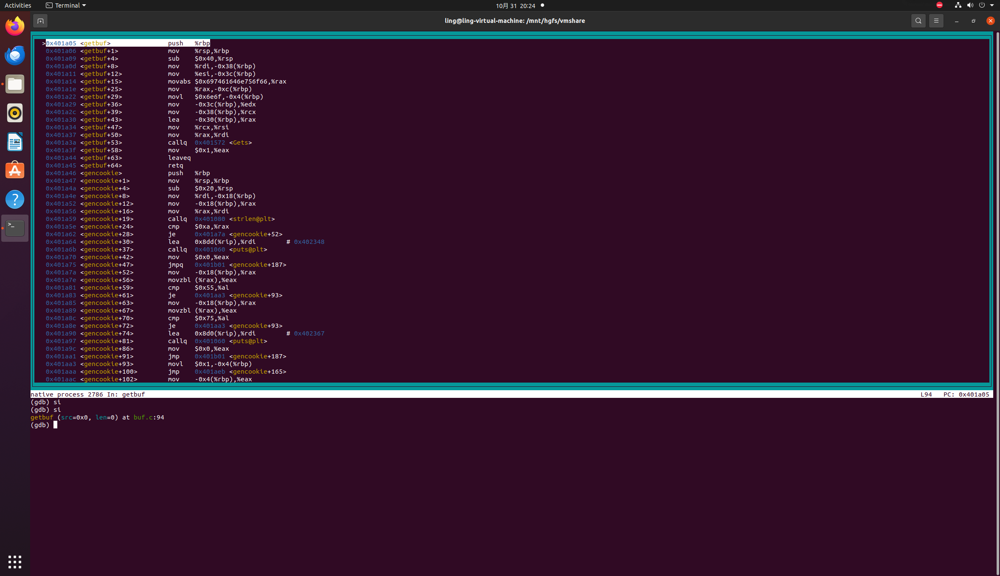 Activities Terminal 10月 31 20:24
ling@ling-virtual-machine: /mnt/hgfs/vmshare
>0x401a05 <getbuf> push %rbp
0x401a06 <getbuf+1> mov %rsp,%rbp
0x401a09 <getbuf+4> sub $0x40,%rsp
0x401a0d <getbuf+8> mov %rdi,-0x38(%rbp)
0x401a11 <getbuf+12> mov %esi,-0x3c(%rbp)
0x401a14 <getbuf+15> movabs $0x697461646e756f66,%rax
0x401a1e <getbuf+25> mov %rax,-0xc(%rbp)
0x401a22 <getbuf+29> movl $0x6e6f,-0x4(%rbp)
0x401a29 <getbuf+36> mov -0x3c(%rbp),%edx
0x401a2c <getbuf+39> mov -0x38(%rbp),%rcx
0x401a30 <getbuf+43> lea -0x30(%rbp),%rax
0x401a34 <getbuf+47> mov %rcx,%rsi
0x401a37 <getbuf+50> mov %rax,%rdi
0x401a3a <getbuf+53> callq 0x401572 <Gets>
0x401a3f <getbuf+58> mov $0x1,%eax
0x401a44 <getbuf+63> leaveq
0x401a45 <getbuf+64> retq
0x401a46 <gencookie> push %rbp
0x401a47 <gencookie+1> mov %rsp,%rbp
0x401a4a <gencookie+4> sub $0x20,%rsp
0x401a4e <gencookie+8> mov %rdi,-0x18(%rbp)
0x401a52 <gencookie+12> mov -0x18(%rbp),%rax
0x401a56 <gencookie+16> mov %rax,%rdi
0x401a59 <gencookie+19> callq 0x401080 <strlen@plt>
0x401a5e <gencookie+24> cmp $0xa,%rax
0x401a62 <gencookie+28> je 0x401a7a <gencookie+52>
0x401a64 <gencookie+30> lea 0x8dd(%rip),%rdi # 0x402348
0x401a6b <gencookie+37> callq 0x401060 <puts@plt>
0x401a70 <gencookie+42> mov $0x0,%eax
0x401a75 <gencookie+47> jmpq 0x401b01 <gencookie+187>
0x401a7a <gencookie+52> mov -0x18(%rbp),%rax
0x401a7e <gencookie+56> movzbl (%rax),%eax
0x401a81 <gencookie+59> cmp $0x55,%al
0x401a83 <gencookie+61> je 0x401aa3 <gencookie+93>
0x401a85 <gencookie+63> mov -0x18(%rbp),%rax
0x401a89 <gencookie+67> movzbl (%rax),%eax
0x401a8c <gencookie+70> cmp $0x75,%al
0x401a8e <gencookie+72> je 0x401aa3 <gencookie+93>
0x401a90 <gencookie+74> lea 0x8d0(%rip),%rdi # 0x402367
0x401a97 <gencookie+81> callq 0x401060 <puts@plt>
0x401a9c <gencookie+86> mov $0x0,%eax
0x401aa1 <gencookie+91> jmp 0x401b01 <gencookie+187>
0x401aa3 <gencookie+93> movl $0x1,-0x4(%rbp)
0x401aaa <gencookie+100> jmp 0x401aeb <gencookie+165>
0x401aac <gencookie+102> mov -0x4(%rbp),%eax
native process 2786 In: getbuf L94 PC: 0x401a05
(gdb) si
(gdb) si
getbuf (src=0x0, len=0) at buf.c:94
(gdb)